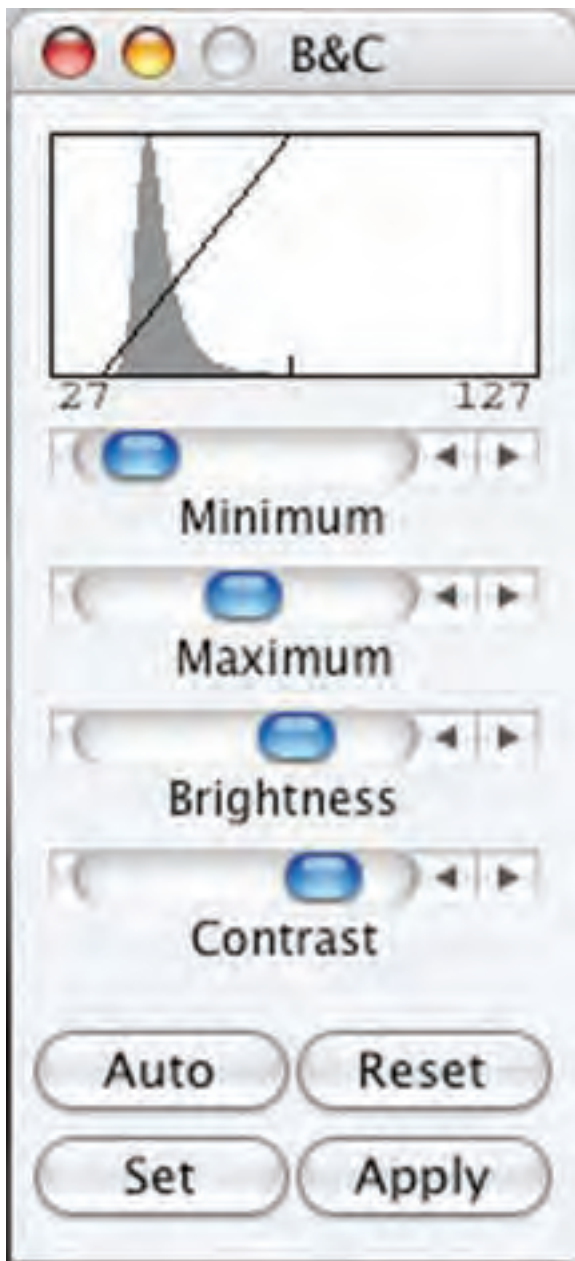 B&C
27 127
Minimum
Maximum
Brightness
Contrast
Auto Reset
Set Apply